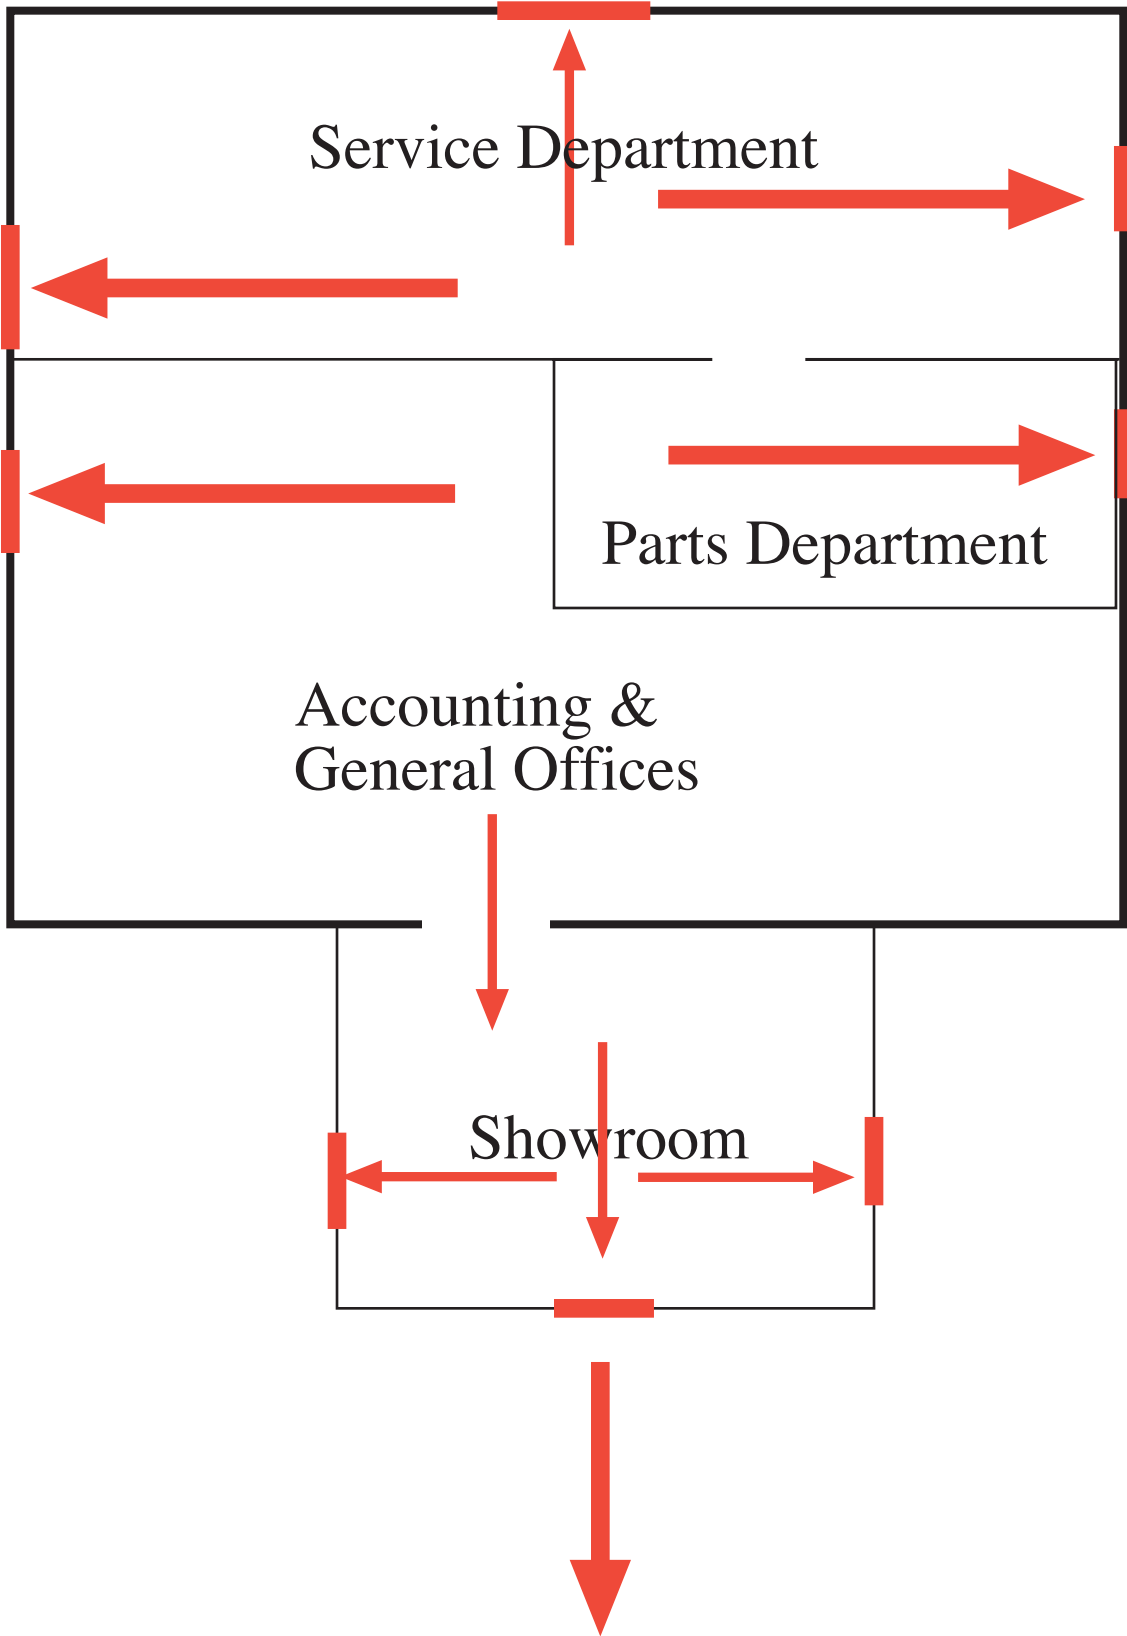 Service Department
Parts Department
Accounting &
General Offices
Showroom